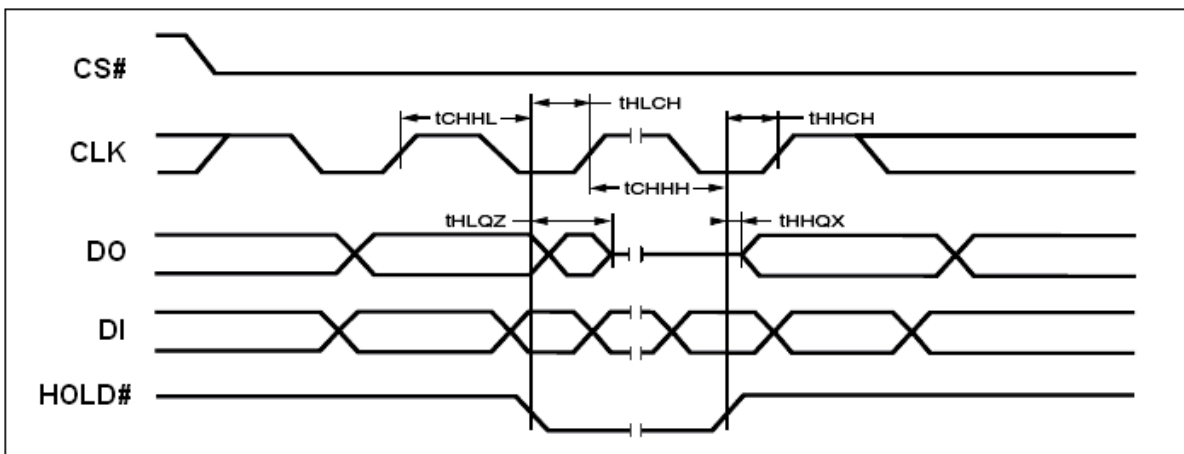 CS#
tHLCH
tCHHL
tHHCH
CLK
tCHHH
tHLQZ
tHHQX
DO
DI
HOLD#